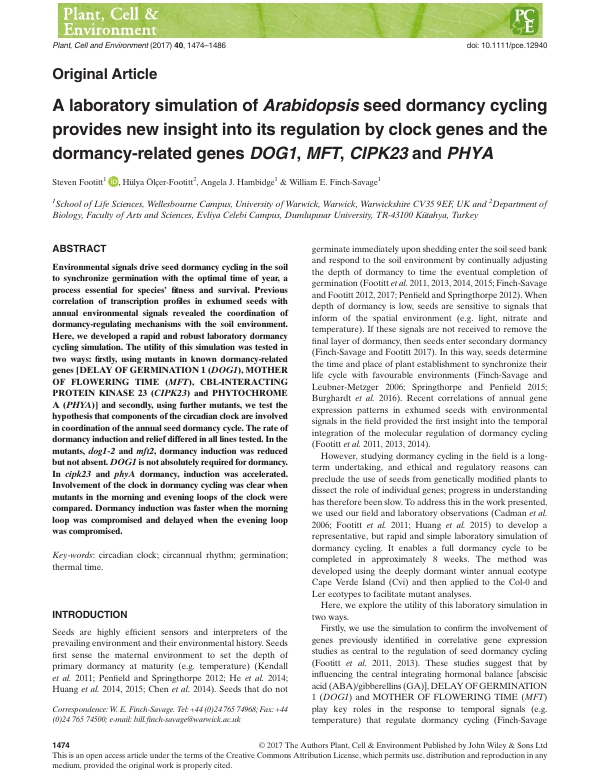 Plant, Cell &
Environment
PC
E
Plant, Cell and Environment (2017) 40, 1474–1486
doi: 10.1111/pce.12940
Original Article
A laboratory simulation of Arabidopsis seed dormancy cycling
provides new insight into its regulation by clock genes and the
dormancy-related genes DOG1, MFT, CIPK23 and PHYA
Steven Footitt1 iD, Hülya Ölçer-Footitt2, Angela J. Hambidge1 & William E. Finch-Savage1
1School of Life Sciences, Wellesbourne Campus, University of Warwick, Warwickshire CV35 9EF, UK and 2Department of
Biology, Faculty of Arts and Sciences, Evliya Celebi Campus, Dumlupınar University, TR-43100 Kütahya, Turkey
ABSTRACT
Environmental signals drive seed dormancy cycling in the soil
to synchronize germination with the optimal time of year, a
process essential for species' fitness and survival. Previous
correlation of transcription profiles in exhumed seeds with
annual environmental signals revealed the coordination of
dormancy-regulating mechanisms with the soil environment.
Here, we developed a rapid and robust laboratory dormancy
cycling simulation. The utility of this simulation was tested in
two ways: firstly, using mutants in known dormancy-related
genes [DELAY OF GERMINATION 1 (DOG1), MOTHER
OF FLOWERING TIME (MFT), CBL-INTERACTING
PROTEIN KINASE 23 (CIPK23) and PHYTOCHROME
A (PHYA)] and secondly, using further mutants, we test the
hypothesis that components of the circadian clock are involved
in coordination of the annual seed dormancy cycle. The rate of
dormancy induction and relief differed in all lines tested. In the
mutants, dog1-2 and mft2, dormancy induction was reduced
but not absent. DOG1 is not absolutely required for dormancy.
In cipk23 and phyA dormancy, induction was accelerated.
Involvement of the clock in dormancy cycling was clear when
mutants in the morning and evening loops of the clock were
compared. Dormancy induction was faster when the morning
loop was compromised and delayed when the evening loop
was compromised.
Key-words: circadian clock; circannual rhythm; germination;
thermal time.
INTRODUCTION
Seeds are highly efficient sensors and interpreters of the
prevailing environment and their environmental history. Seeds
first sense the maternal environment to set the depth of
primary dormancy at maturity (e.g. temperature) (Kendall
et al. 2011; Penfield and Springthorpe 2012; He et al. 2014;
Huang et al. 2014, 2015; Chen et al. 2014). Seeds that do not
Correspondence: W. E. Finch-Savage. Tel: +44 (0)24 765 74968; Fax: +44
(0)24 765 74500; e-mail: bill.finch-savage@warwick.ac.uk
germinate immediately upon shedding enter the soil seed bank
and respond to the soil environment by continually adjusting
the depth of dormancy to time the eventual completion of
germination (Footitt et al. 2011, 2013, 2014, 2015; Finch-Savage
and Footitt 2012, 2017; Penfield and Springthorpe 2012). When
depth of dormancy is low, seeds are sensitive to signals that
inform of the spatial environment (e.g. light, nitrate and
temperature). If these signals are not received to remove the
final layer of dormancy, then seeds enter secondary dormancy
(Finch-Savage and Footitt 2017). In this way, seeds determine
the time and place of plant establishment to synchronize their
life cycle with favourable environments (Finch-Savage and
Leubner-Metzger 2006; Springthorpe and Penfield 2015;
Burghardt et al. 2016). Recent correlations of annual gene
expression patterns in exhumed seeds with environmental
signals in the field provided the first insight into the temporal
integration of the molecular regulation of dormancy cycling
(Footitt et al. 2011, 2013, 2014).
However, studying dormancy cycling in the field is a long-
term undertaking, and ethical and regulatory reasons can
preclude the use of seeds from genetically modified plants to
dissect the role of individual genes; progress in understanding
has therefore been slow. To address this in the work presented,
we used our field and laboratory observations (Cadman et al.
2006; Footitt et al. 2011; Huang et al. 2015) to develop a
representative, but rapid and simple laboratory simulation of
dormancy cycling. It enables a full dormancy cycle to be
completed in approximately 8 weeks. The method was
developed using the deeply dormant winter annual ecotype
Cape Verde Island (Cvi) and then applied to the Col-0 and
Ler ecotypes to facilitate mutant analyses.
Here, we explore the utility of this laboratory simulation in
two ways.
Firstly, we use the simulation to confirm the involvement of
genes previously identified in correlative gene expression
studies as central to the regulation of seed dormancy cycling
(Footitt et al. 2011, 2013). These studies suggest that by
influencing the central integrating hormonal balance [abscisic
acid (ABA)/gibberellins (GA)], DELAY OF GERMINATION
1 (DOG1) and MOTHER OF FLOWERING TIME (MFT)
play key roles in the response to temporal signals (e.g.
temperature) that regulate dormancy cycling (Finch-Savage
1474
© 2017 The Authors Plant, Cell & Environment Published by John Wiley & Sons Ltd
This is an open access article under the terms of the Creative Commons Attribution License, which permits use, distribution and reproduction in any
medium, provided the original work is properly cited.